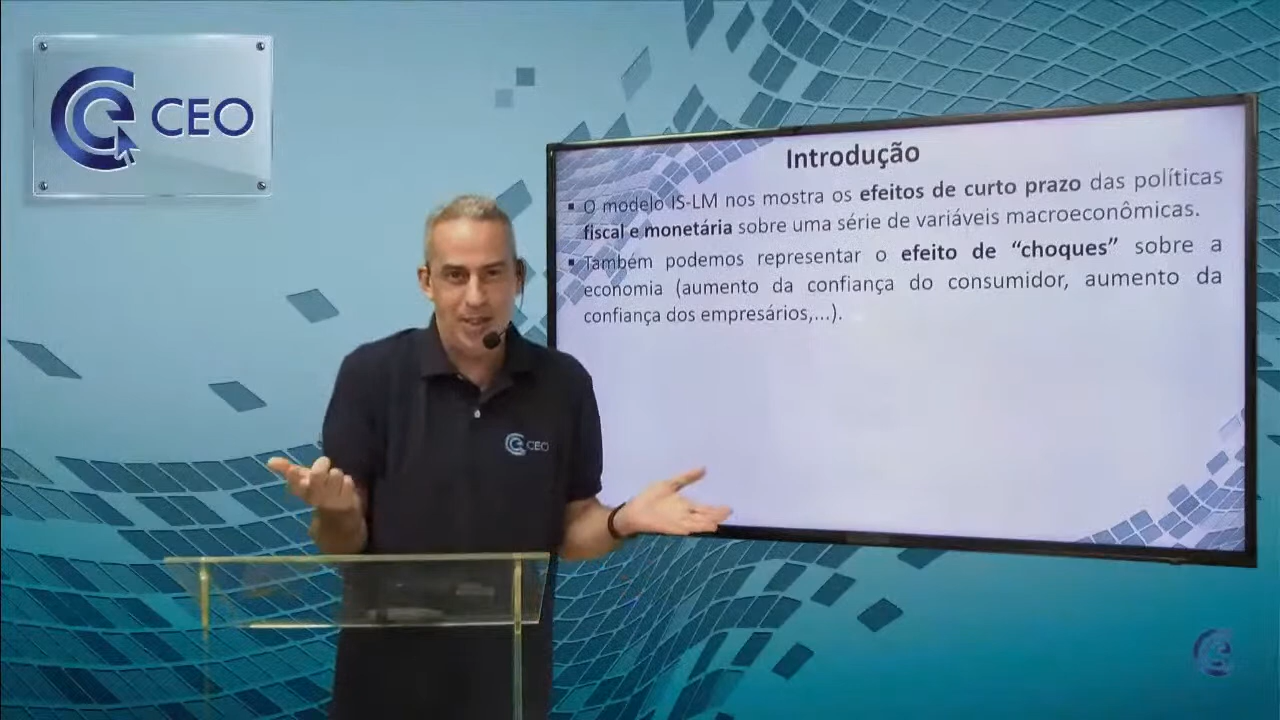 CEO
Introdução
▪ O modelo IS-LM nos mostra os efeitos de curto prazo das políticas
fiscal e monetária sobre uma série de variáveis macroeconômicas.
▪ Também podemos representar o efeito de “choques” sobre a
economia (aumento da confiança do consumidor, aumento da
confiança dos empresários,...).
CEO